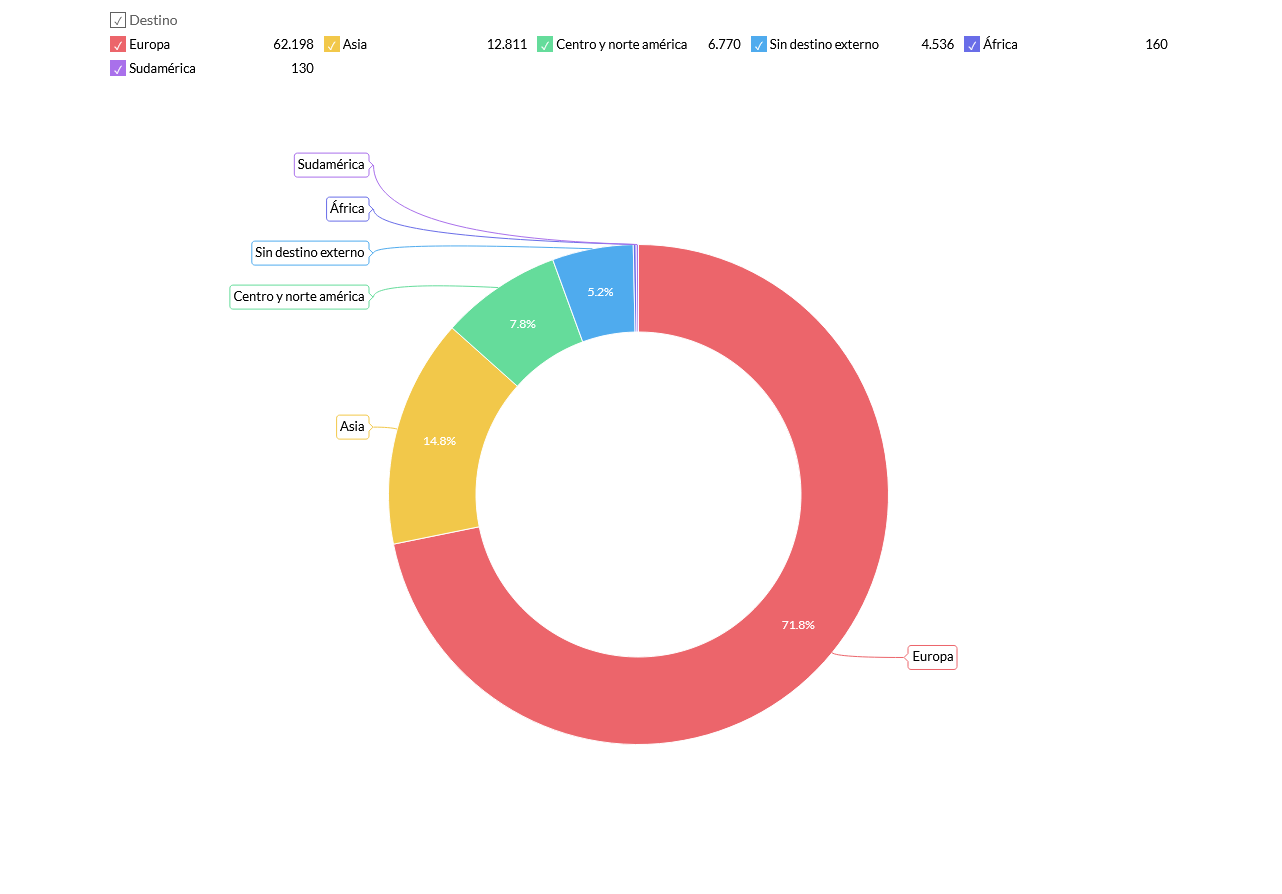 Destino
Europa 62.198 Asia 12.811 Centro y norte américa 6.770 Sin destino externo 4.536 África 160
Sudamérica 130
Sudamérica
África
Sin destino externo
5.2%
Centro y norte américa
7.8%
Asia
14.8%
71.8%
Europa